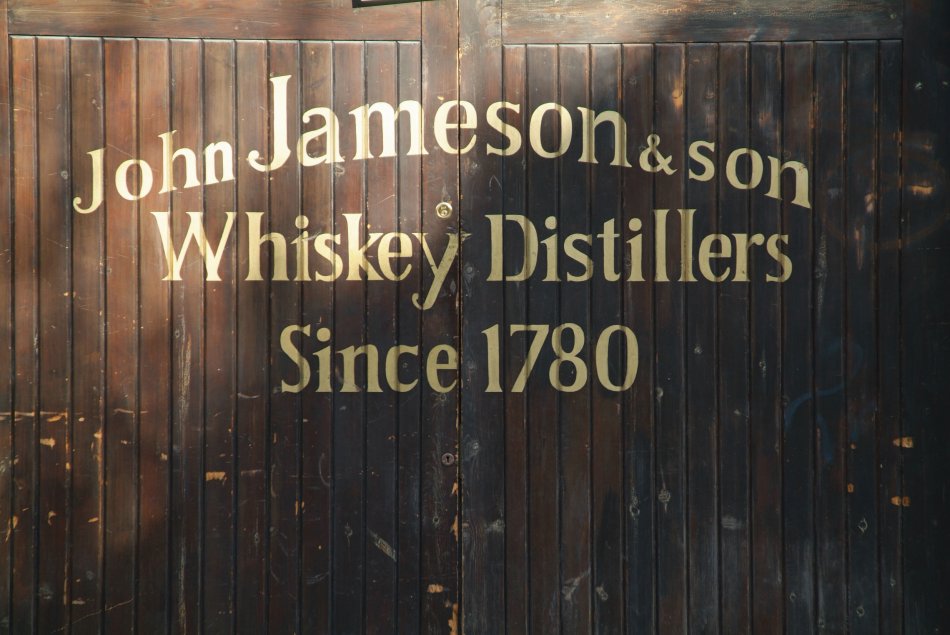 John Jameson & son
Whiskey Distillers
Since 1780